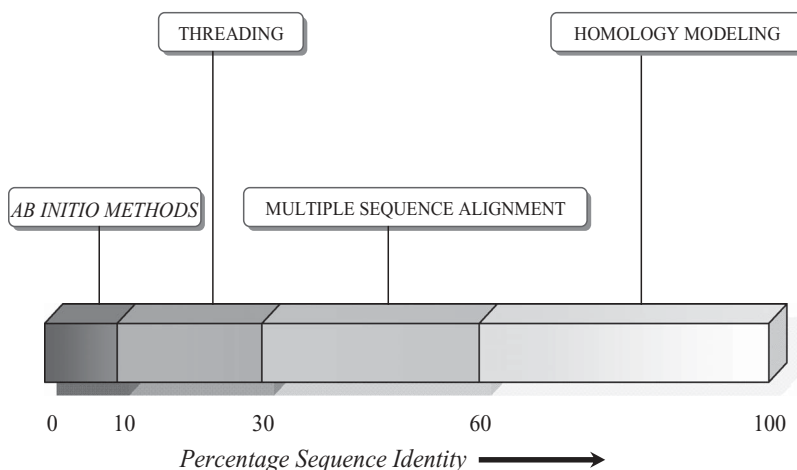 THREADING
HOMOLOGY MODELING
AB INITIO METHODS
MULTIPLE SEQUENCE ALIGNMENT
0 10 30 60 100
Percentage Sequence Identity